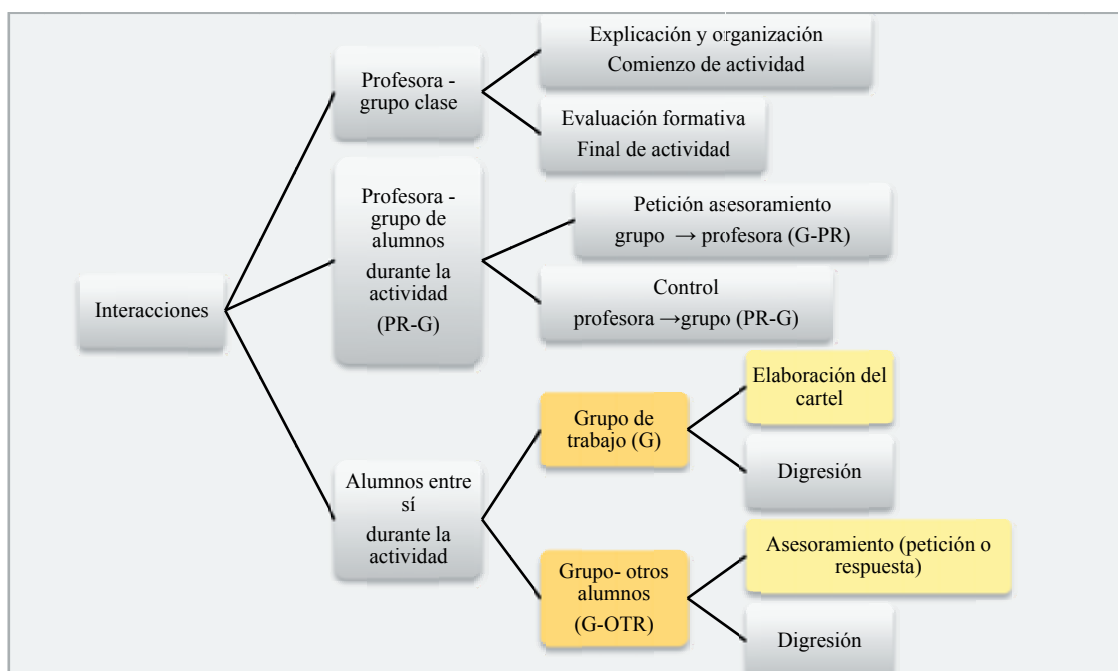 Interacciones
Profesora -
grupo clase
Explicación y organización
Comienzo de actividad
Evaluación formativa
Final de actividad
Profesora -
grupo de
alumnos
durante la
actividad
(PR-G)
Petición asesoramiento
grupo → profesora (G-PR)
Control
profesora →grupo (PR-G)
Alumnos entre
sí
durante la
actividad
Grupo de
trabajo (G)
Elaboración del
cartel
Digresión
Grupo- otros
alumnos
(G-OTR)
Asesoramiento (petición o
respuesta)
Digresión